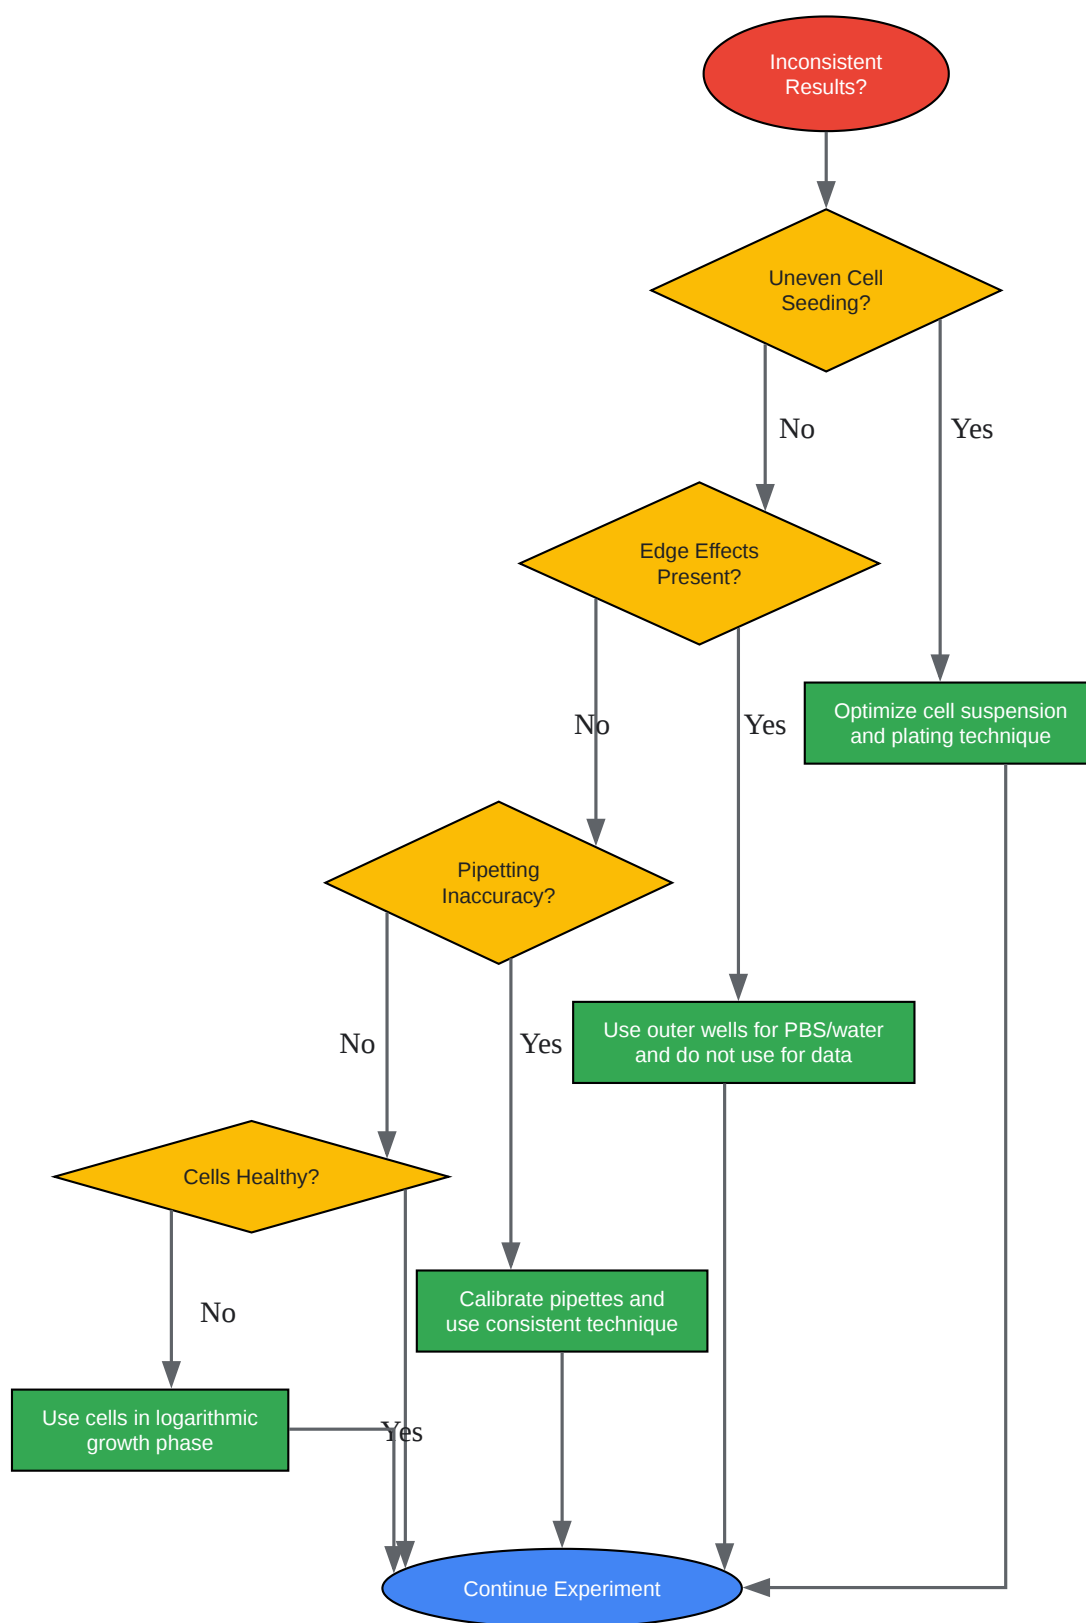 Inconsistent
Results?
Uneven Cell
Seeding?
No
Yes
Edge Effects
Present?
No
Yes
Optimize cell suspension
and plating technique
Pipetting
Inaccuracy?
No
Yes
Use outer wells for PBS/water
and do not use for data
Cells Healthy?
No
Yes
Calibrate pipettes and
use consistent technique
Use cells in logarithmic
growth phase
Continue Experiment